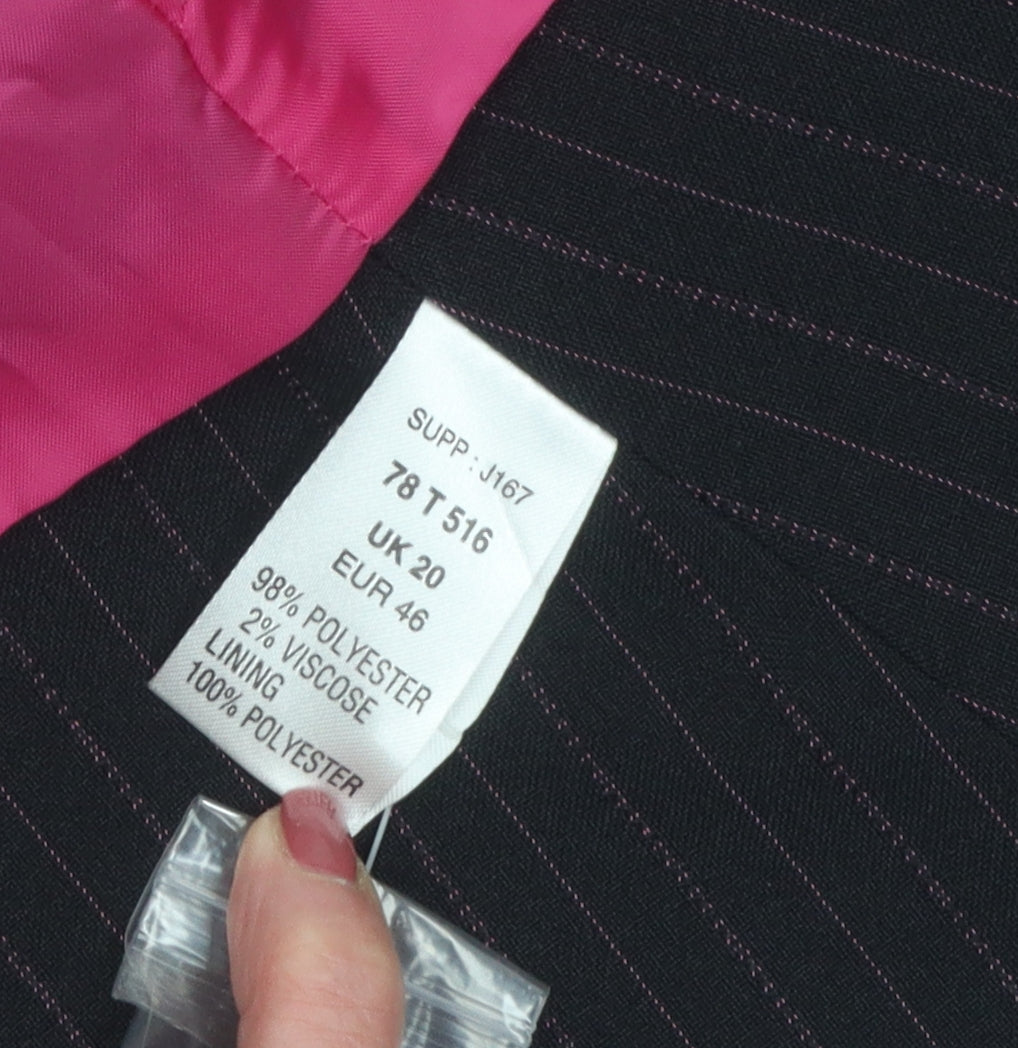 SUPP : J167
78 T 516
UK 20
EUR 46
98% POLYESTER
2% VISCOSE
LINING
100% POLYESTER